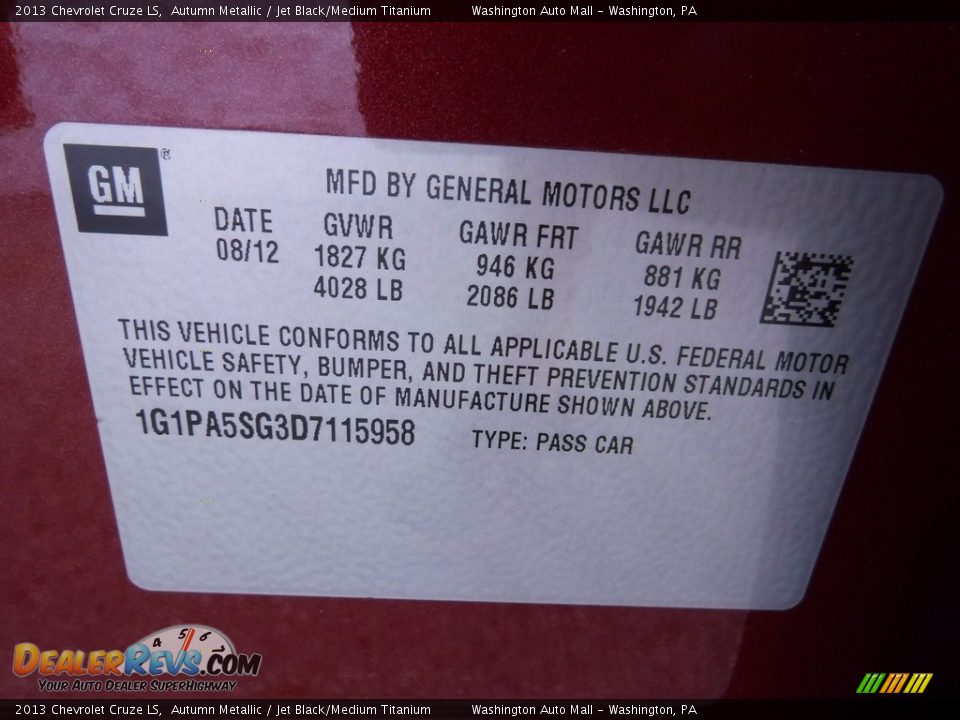 2013 Chevrolet Cruze LS,  Autumn Metallic / Jet Black/Medium Titanium    Washington Auto Mall - Washington, PA
GM ®
MFD BY GENERAL MOTORS LLC
DATE GVWR GAWR FRT GAWR RR
08/12 1827 KG 946 KG 881 KG
4028 LB 2086 LB 1942 LB
THIS VEHICLE CONFORMS TO ALL APPLICABLE U.S. FEDERAL MOTOR
VEHICLE SAFETY, BUMPER, AND THEFT PREVENTION STANDARDS IN
EFFECT ON THE DATE OF MANUFACTURE SHOWN ABOVE.
1G1PA5SG3D7115958 TYPE: PASS CAR
4 5 6
DealerRevs.com
Your Auto Dealer SuperHighway
2013 Chevrolet Cruze LS,  Autumn Metallic / Jet Black/Medium Titanium    Washington Auto Mall - Washington, PA